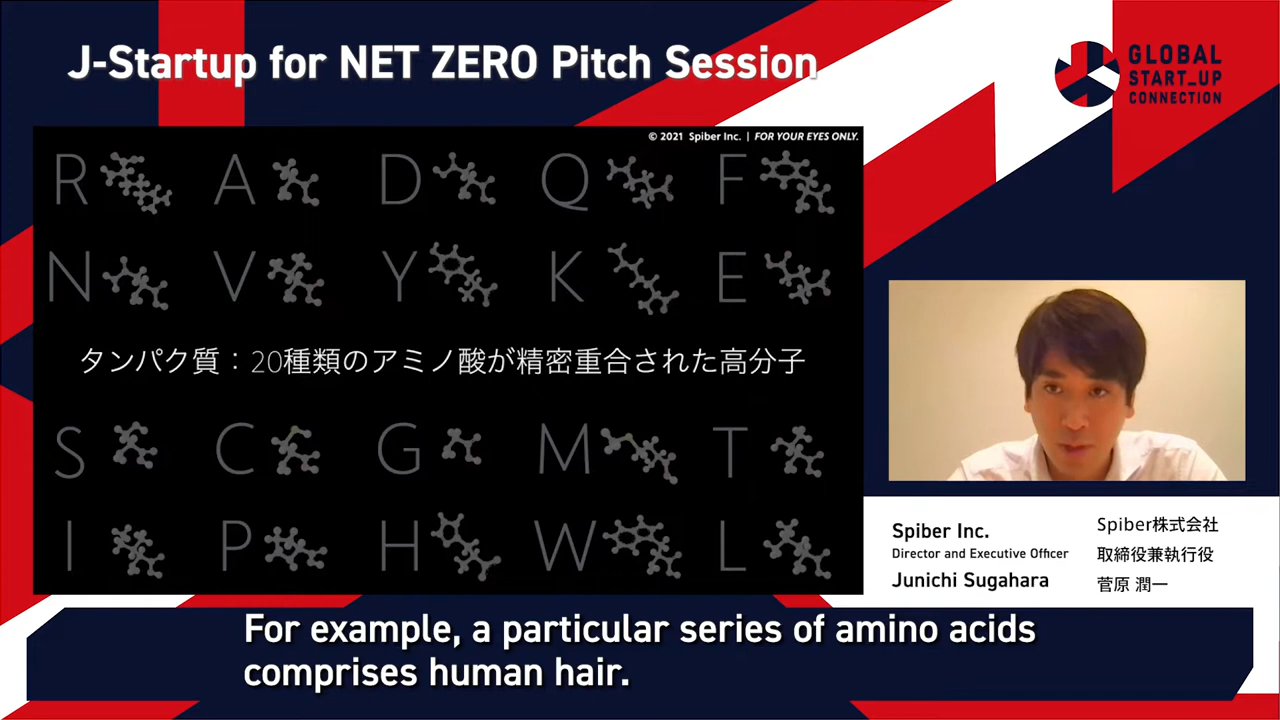 J-Startup for NET ZERO Pitch Session
GLOBAL
START_UP
CONNECTION
© 2021 Spiber Inc. | FOR YOUR EYES ONLY.
R A D Q F
N V Y K E
タンパク質：20種類のアミノ酸が精密重合された高分子
S C G M T
I P H W L
Spiber Inc.
Director and Executive Officer
Junichi Sugahara
Spiber株式会社
取締役兼執行役
菅原 潤一
For example, a particular series of amino acids
comprises human hair.